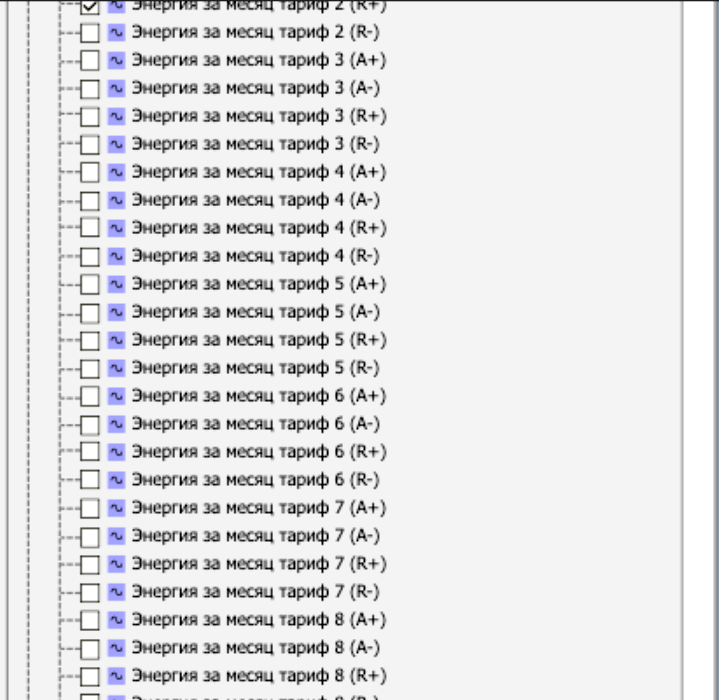 Энергия за месяц тариф 2 (R+)
Энергия за месяц тариф 2 (R-)
Энергия за месяц тариф 3 (A+)
Энергия за месяц тариф 3 (A-)
Энергия за месяц тариф 3 (R+)
Энергия за месяц тариф 3 (R-)
Энергия за месяц тариф 4 (A+)
Энергия за месяц тариф 4 (A-)
Энергия за месяц тариф 4 (R+)
Энергия за месяц тариф 4 (R-)
Энергия за месяц тариф 5 (A+)
Энергия за месяц тариф 5 (A-)
Энергия за месяц тариф 5 (R+)
Энергия за месяц тариф 5 (R-)
Энергия за месяц тариф 6 (A+)
Энергия за месяц тариф 6 (A-)
Энергия за месяц тариф 6 (R+)
Энергия за месяц тариф 6 (R-)
Энергия за месяц тариф 7 (A+)
Энергия за месяц тариф 7 (A-)
Энергия за месяц тариф 7 (R+)
Энергия за месяц тариф 7 (R-)
Энергия за месяц тариф 8 (A+)
Энергия за месяц тариф 8 (A-)
Энергия за месяц тариф 8 (R+)